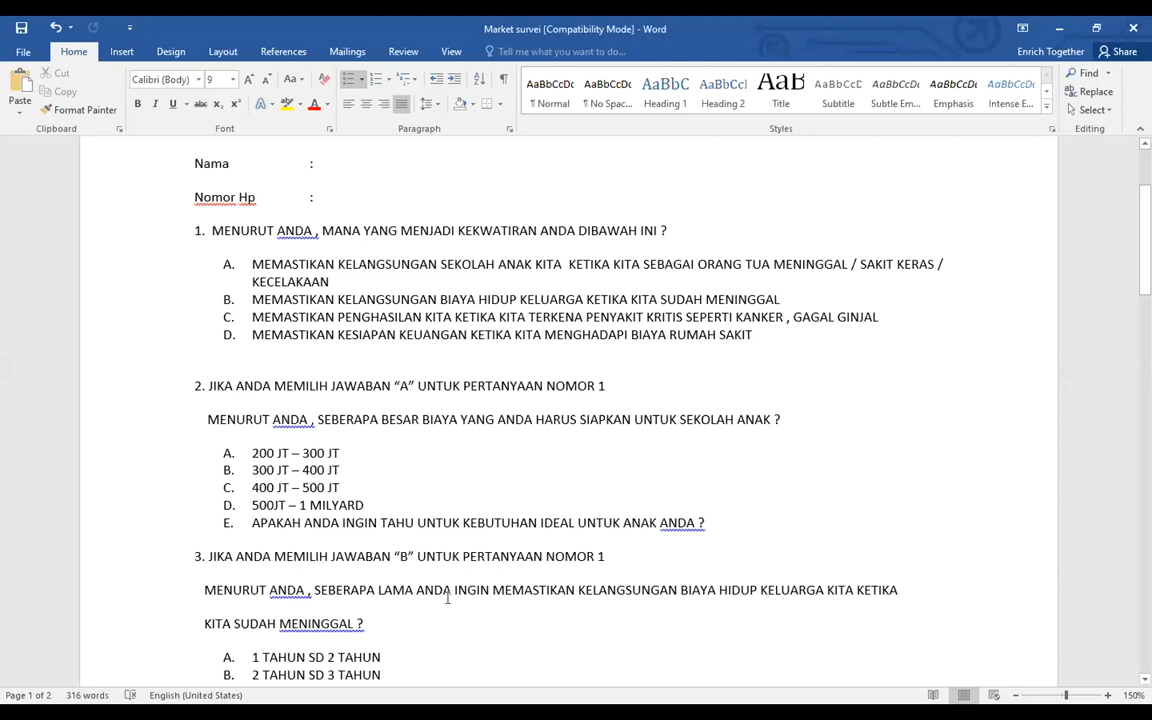 Market survei [Compatibility Mode] - Word
File
Home
Insert
Design
Layout
References
Mailings
Review
View
Tell me what you want to do...
Enrich Together
Share
Paste
Cut
Copy
Format Painter
Clipboard
Calibri (Body)
9
Font
Paragraph
AaBbCcDc
¶ Normal
AaBbCcDc
¶ No Spac...
AaBbC
Heading 1
AaBbCc
Heading 2
AaB
Title
AaBbCcD
Subtitle
AaBbCcDc
Subtle Em...
AaBbCcDc
Emphasis
AaBbCcDc
Intense E...
Styles
Find
Replace
Select
Editing
Nama :
Nomor Hp :
1. MENURUT ANDA , MANA YANG MENJADI KEKWATIRAN ANDA DIBAWAH INI ?
A. MEMASTIKAN KELANGSUNGAN SEKOLAH ANAK KITA KETIKA KITA SEBAGAI ORANG TUA MENINGGAL / SAKIT KERAS /
KECELAKAAN
B. MEMASTIKAN KELANGSUNGAN BIAYA HIDUP KELUARGA KETIKA KITA SUDAH MENINGGAL
C. MEMASTIKAN PENGHASILAN KITA KETIKA KITA TERKENA PENYAKIT KRITIS SEPERTI KANKER , GAGAL GINJAL
D. MEMASTIKAN KESIAPAN KEUANGAN KETIKA KITA MENGHADAPI BIAYA RUMAH SAKIT
2. JIKA ANDA MEMILIH JAWABAN “A” UNTUK PERTANYAAN NOMOR 1
MENURUT ANDA , SEBERAPA BESAR BIAYA YANG ANDA HARUS SIAPKAN UNTUK SEKOLAH ANAK ?
A. 200 JT – 300 JT
B. 300 JT – 400 JT
C. 400 JT – 500 JT
D. 500JT – 1 MILYARD
E. APAKAH ANDA INGIN TAHU UNTUK KEBUTUHAN IDEAL UNTUK ANAK ANDA ?
3. JIKA ANDA MEMILIH JAWABAN “B” UNTUK PERTANYAAN NOMOR 1
MENURUT ANDA , SEBERAPA LAMA ANDA INGIN MEMASTIKAN KELANGSUNGAN BIAYA HIDUP KELUARGA KITA KETIKA
KITA SUDAH MENINGGAL ?
A. 1 TAHUN SD 2 TAHUN
B. 2 TAHUN SD 3 TAHUN
Page 1 of 2
316 words
English (United States)
150%